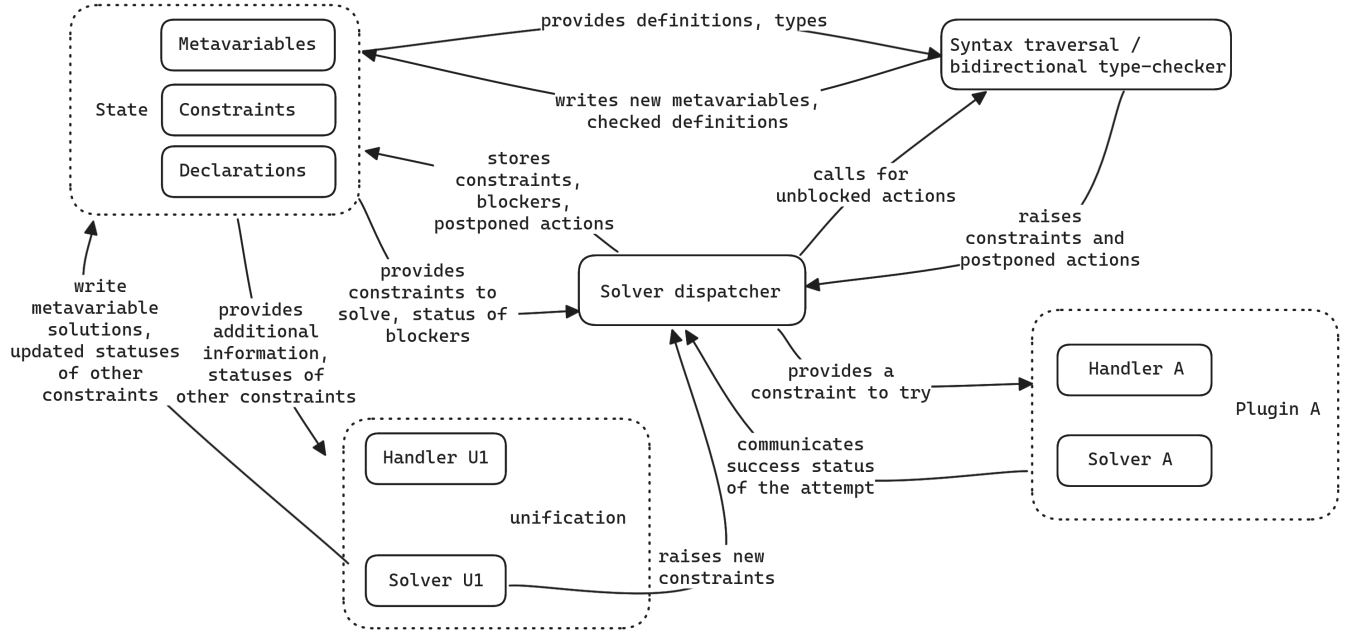 Metavariables
State
Constraints
Declarations
provides definitions, types
Syntax traversal /
bidirectional type-checker
writes new metavariables,
checked definitions
stores
constraints,
blockers,
postponed actions
calls for
unblocked actions
raises
constraints and
postponed actions
provides
constraints to
solve, status of
blockers
Solver dispatcher
write
metavariable
solutions,
updated statuses
of other
constraints
provides
additional
information,
statuses of
other constraints
provides a
constraint to try
Handler A
Plugin A
Solver A
communicates
success status
of the attempt
Handler U1
unification
Solver U1
raises new
constraints